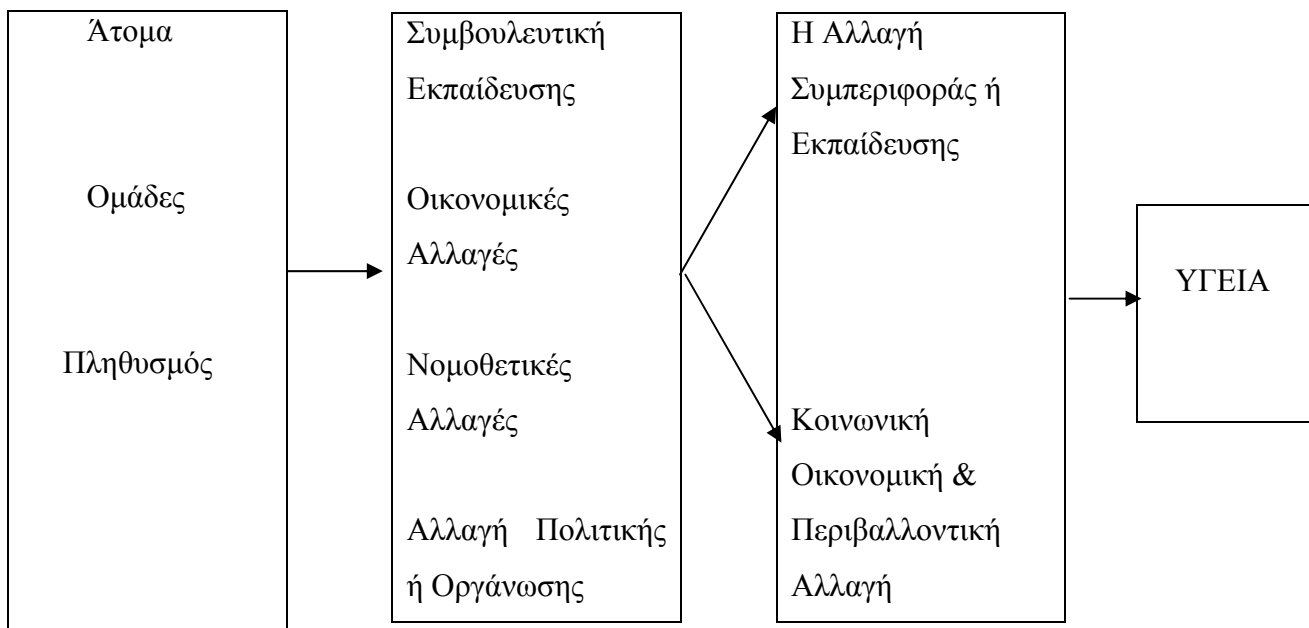 Άτομα
Ομάδες
Πληθυσμός
Συμβουλευτική
Εκπαίδευσης
Οικονομικές
Αλλαγές
Νομοθετικές
Αλλαγές
Αλλαγή Πολιτικής
ή Οργάνωσης
Η Αλλαγή
Συμπεριφοράς ή
Εκπαίδευσης
Κοινωνική
Οικονομική &
Περιβαλλοντική
Αλλαγή
ΥΓΕΙΑ